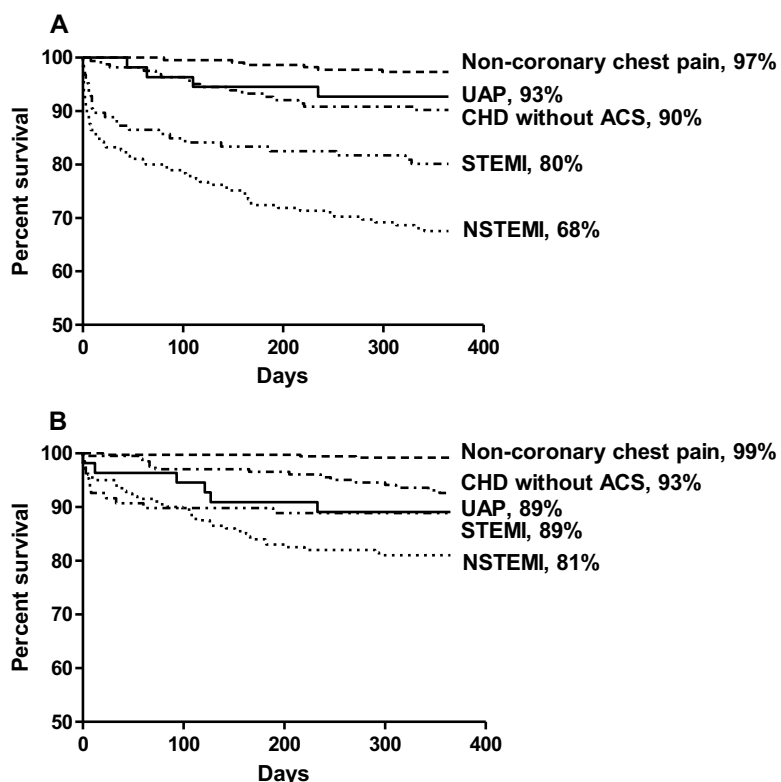 A
100
90
80
70
60
50
Percent survival
0 100 200 300 400
Days
Non-coronary chest pain, 97%
UAP, 93%
CHD without ACS, 90%
STEMI, 80%
NSTEMI, 68%
B
100
90
80
70
60
50
Percent survival
0 100 200 300 400
Days
Non-coronary chest pain, 99%
CHD without ACS, 93%
UAP, 89%
STEMI, 89%
NSTEMI, 81%